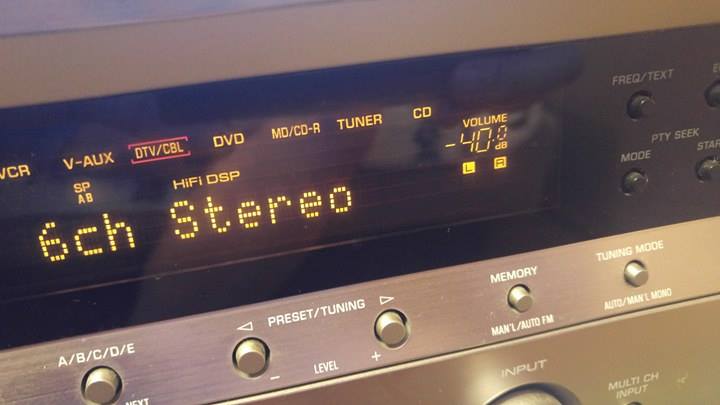 FREQ/TEXT
VCR V-AUX DTV/CBL DVD MD/CD-R TUNER CD VOLUME
-40.0 dB
L R
SP
A B
HiFi DSP
6ch Stereo
PTY SEEK
MODE
TUNING MODE
MEMORY
PRESET/TUNING
AUTO/MAN'L MONO
MAN'L/AUTO FM
A/B/C/D/E
- LEVEL +
NEXT
INPUT
MULTI CH
INPUT